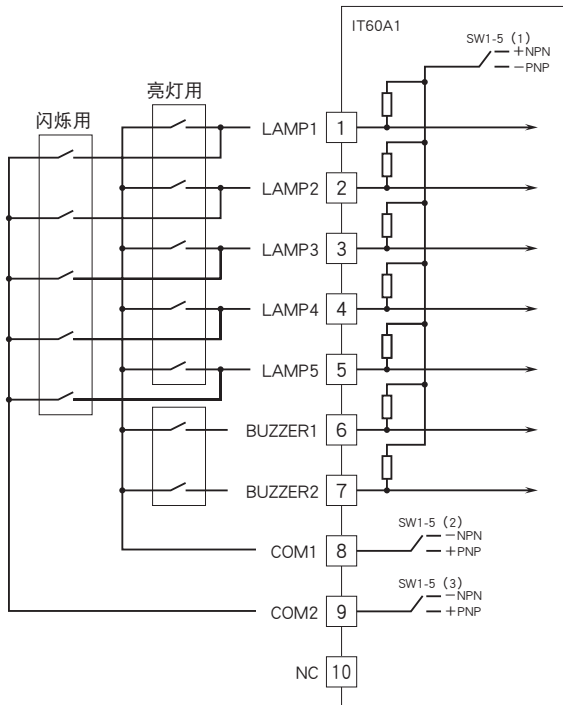 IT60A1
SW1-5（1）
＋NPN
－PNP
亮灯用
闪烁用
LAMP1 1
LAMP2 2
LAMP3 3
LAMP4 4
LAMP5 5
BUZZER1 6
BUZZER2 7
SW1-5（2）
－NPN
＋PNP
COM1 8
SW1-5（3）
－NPN
＋PNP
COM2 9
NC 10